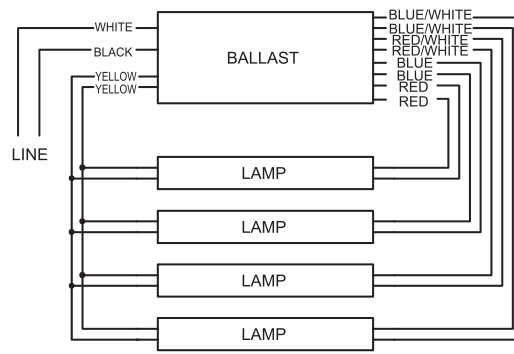 WHITE
BLACK
YELLOW
YELLOW
LINE
BALLAST
BLUE/WHITE
BLUE/WHITE
RED/WHITE
RED/WHITE
BLUE
BLUE
RED
RED
LAMP
LAMP
LAMP
LAMP